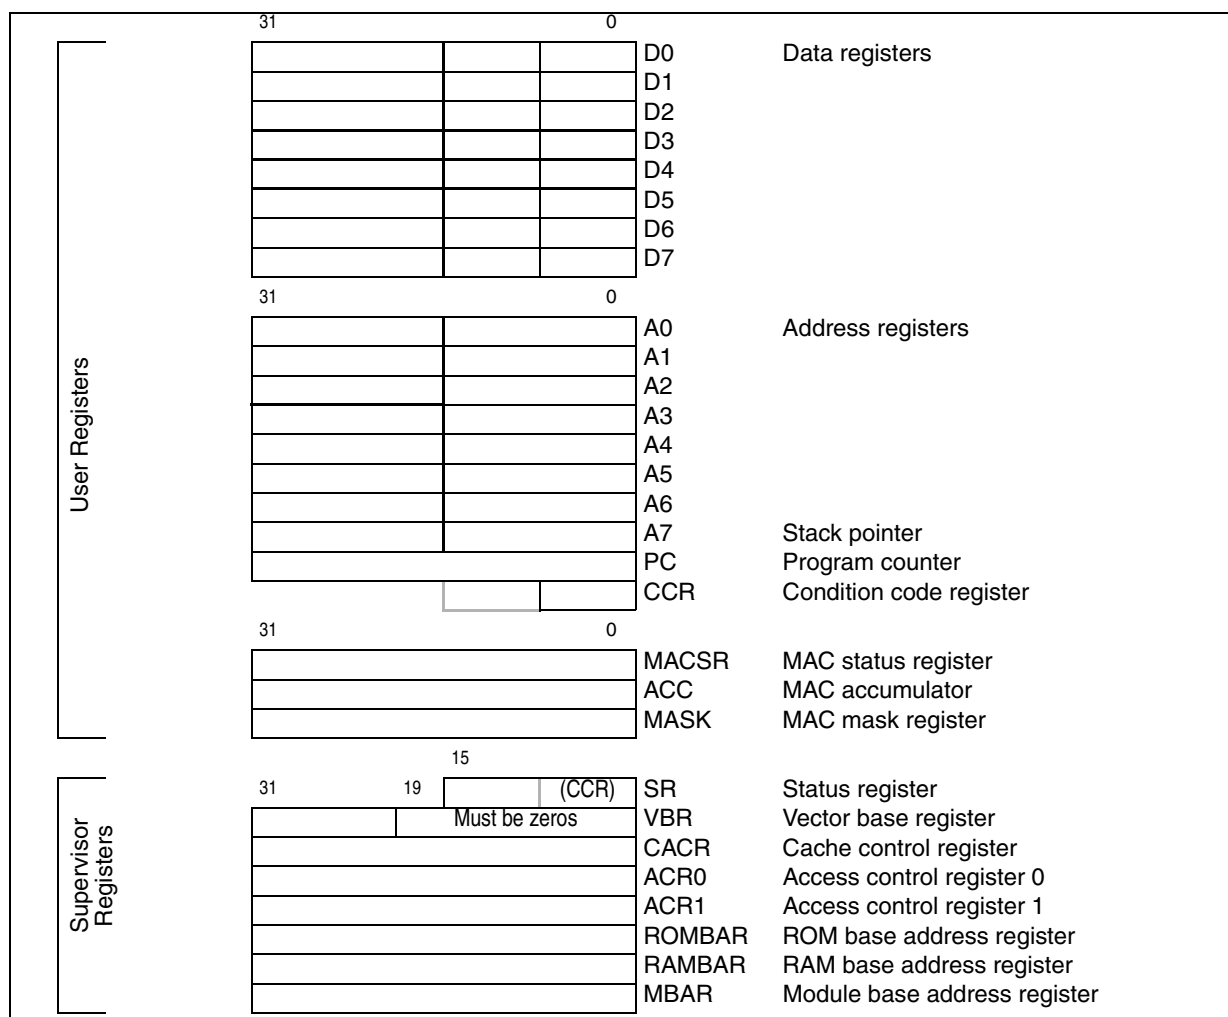 31 0
D0 Data registers
D1
D2
D3
D4
D5
D6
D7
31 0
A0 Address registers
A1
A2
A3
A4
A5
A6
A7 Stack pointer
PC Program counter
CCR Condition code register
31 0
MACSR MAC status register
ACC MAC accumulator
MASK MAC mask register
User Registers
15
31 19 (CCR) SR Status register
Must be zeros VBR Vector base register
CACR Cache control register
ACR0 Access control register 0
ACR1 Access control register 1
ROMBAR ROM base address register
RAMBAR RAM base address register
MBAR Module base address register
Supervisor
Registers